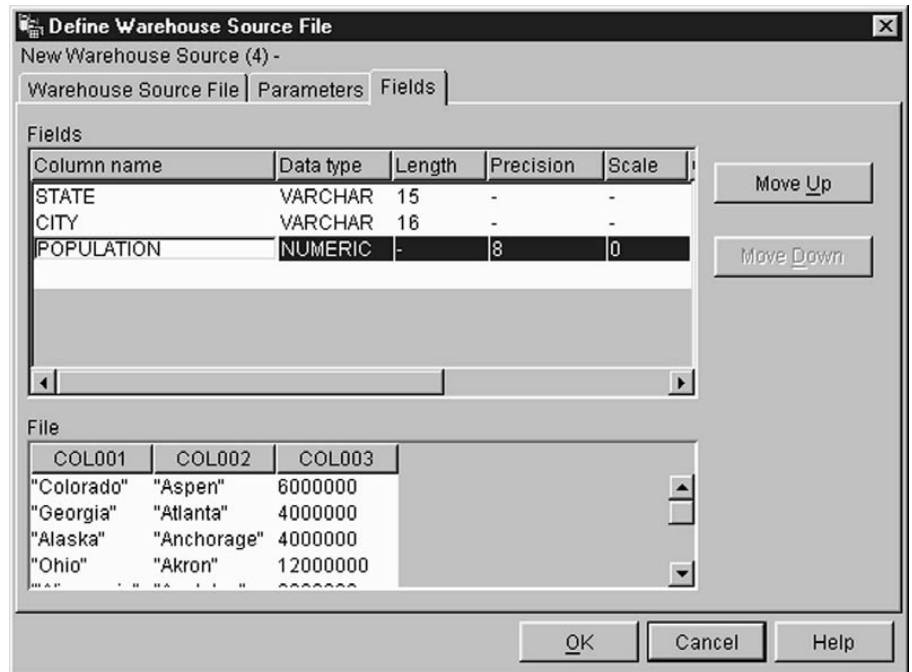 Define Warehouse Source File
New Warehouse Source (4) -
Warehouse Source File Parameters Fields
Fields
Column name Data type Length Precision Scale
STATE VARCHAR 15 - -
CITY VARCHAR 16 - -
POPULATION NUMERIC - 8 0
Move Up
Move Down
File
COL001 COL002 COL003
"Colorado" "Aspen" 6000000
"Georgia" "Atlanta" 4000000
"Alaska" "Anchorage" 4000000
"Ohio" "Akron" 12000000
OK Cancel Help